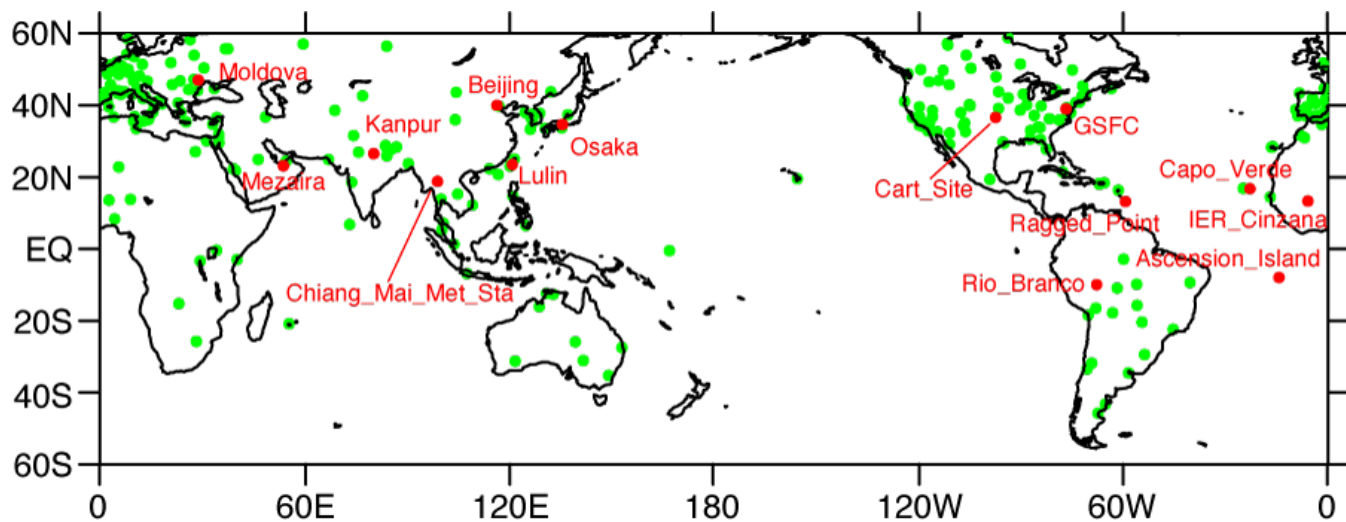 60N
Moldova
Beijing
40N
Kanpur
GSFC
Osaka
Capo_Verde
Lulin
Cart_Site
20N
Mezaira
Ragged_Point
IER_Cinzana
EQ
Ascension_Island
Rio_Branco
Chiang_Mai_Met_Sta
20S
40S
60S
0
60E
120E
180
120W
60W
0